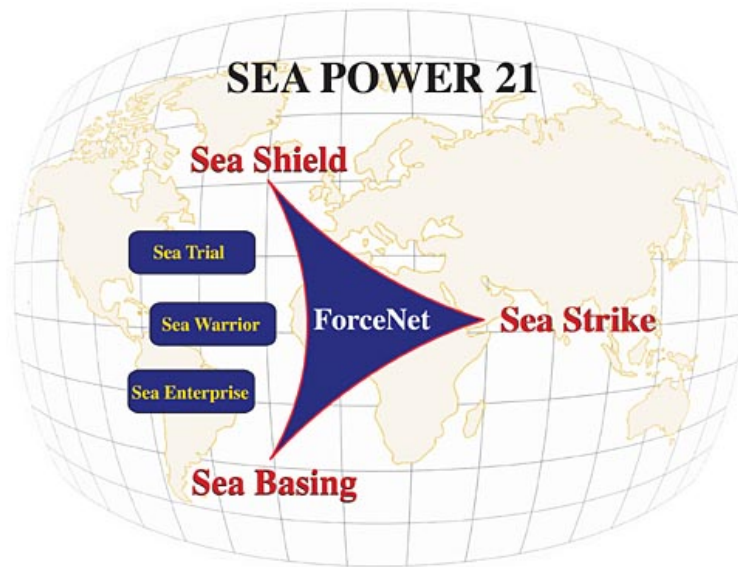 SEA POWER 21
Sea Shield
Sea Trial
Sea Warrior
ForceNet
Sea Strike
Sea Enterprise
Sea Basing